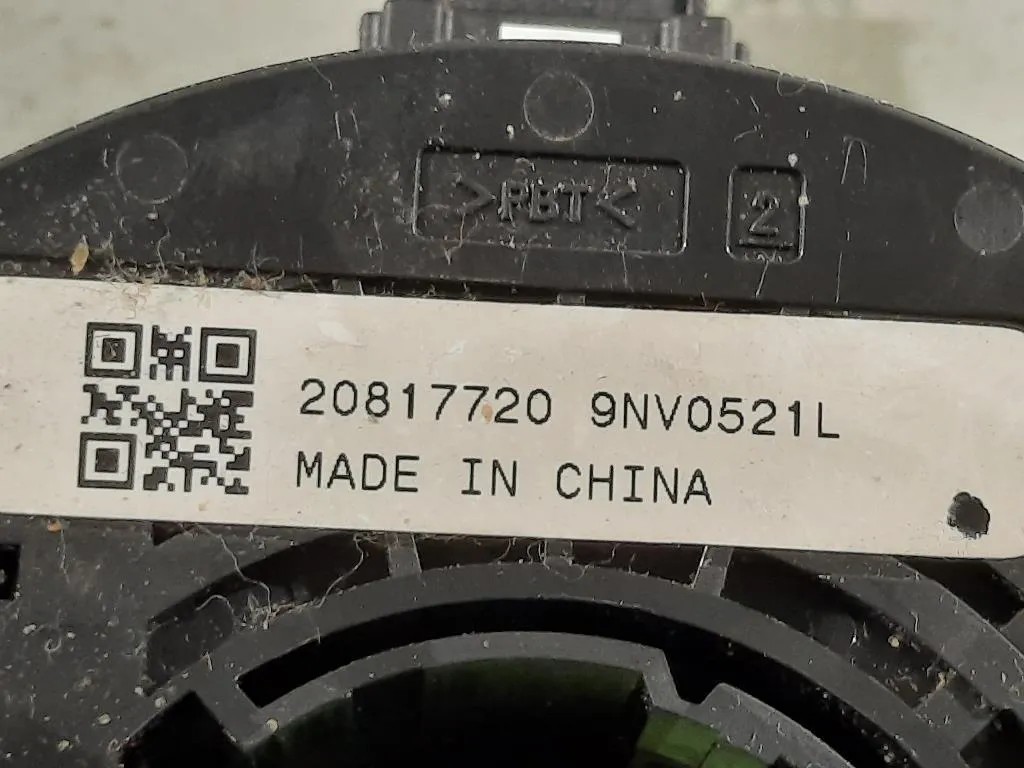 >PBT<
2
20817720 9NV0521L
MADE IN CHINA